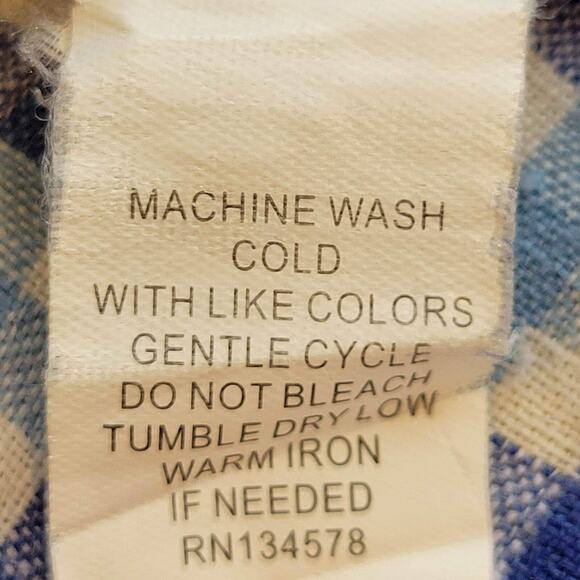 MACHINE WASH
COLD
WITH LIKE COLORS
GENTLE CYCLE
DO NOT BLEACH
TUMBLE DRY LOW
WARM IRON
IF NEEDED
RN134578